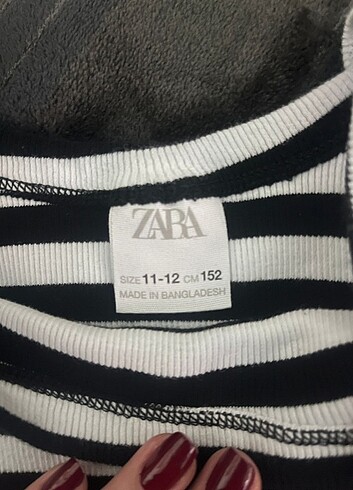 ZARA
SIZE 11-12 CM 152
MADE IN BANGLADESH